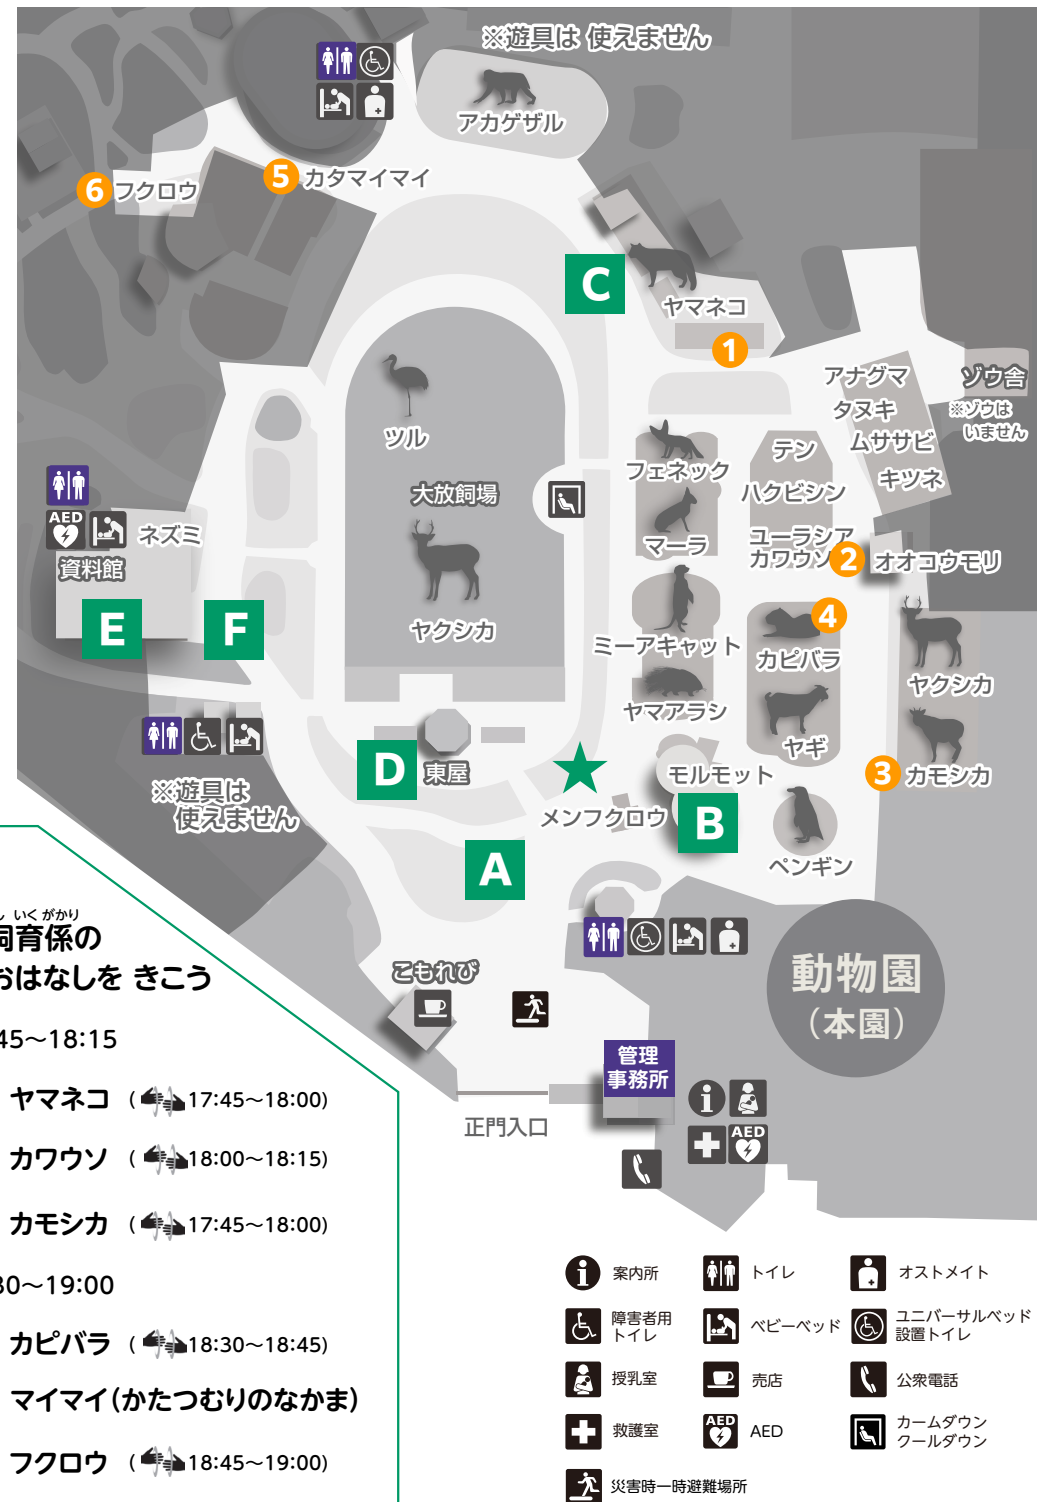 ※遊具は 使えません
アカゲザル
5 カタマイマイ
6 フクロウ
C
ヤマネコ
1
アナグマ
タヌキ
ムササビ
キツネ
ゾウ舎
※ゾウは
いません
ツル
フェネック
テン
大放飼場
ハクビシン
マーラ
ユーラシア
カワウソ
2
オオコウモリ
AED
ネズミ
資料館
E
F
ヤクシカ
ミーアキャット
4
カピバラ
ヤクシカ
ヤマアラシ
ヤギ
D
東屋
モルモット
3 カモシカ
※遊具は
使えません
メンフクロウ
B
ペンギン
A
こもれび
動物園
（本園）
管理
事務所
正門入口
AED
いくがかり
育係の
おはなしを きこう
45～18:15
ヤマネコ （ 17:45～18:00）
カワウソ （ 18:00～18:15）
カモシカ （ 17:45～18:00）
30～19:00
カピバラ （ 18:30～18:45）
マイマイ（かたつむりのなかま）
フクロウ （ 18:45～19:00）
案内所
トイレ
オストメイト
障害者用
トイレ
ベビーベッド
ユニバーサルベッド
設置トイレ
授乳室
売店
公衆電話
救護室
AED AED
カームダウン
クールダウン
災害時一時避難場所